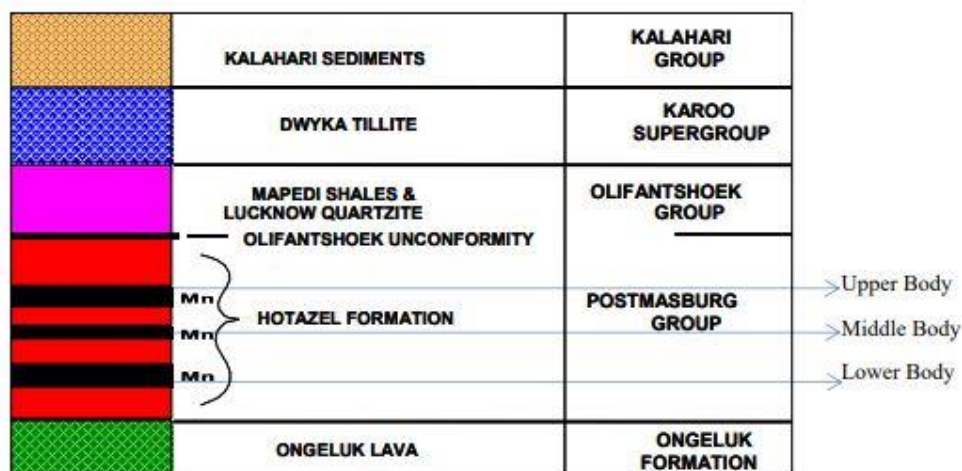 KALAHARI SEDIMENTS
KALAHARI
GROUP
DWYKA TILLITE
KAROO
SUPERGROUP
MAPEDI SHALES &
LUCKNOW QUARTZITE
OLIFANTSHOEK
GROUP
OLIFANTSHOEK UNCONFORMITY
Mn
Mn
Mn
HOTAZEL FORMATION
POSTMASBURG
GROUP
Upper Body
Middle Body
Lower Body
ONGELUK LAVA
ONGELUK
FORMATION